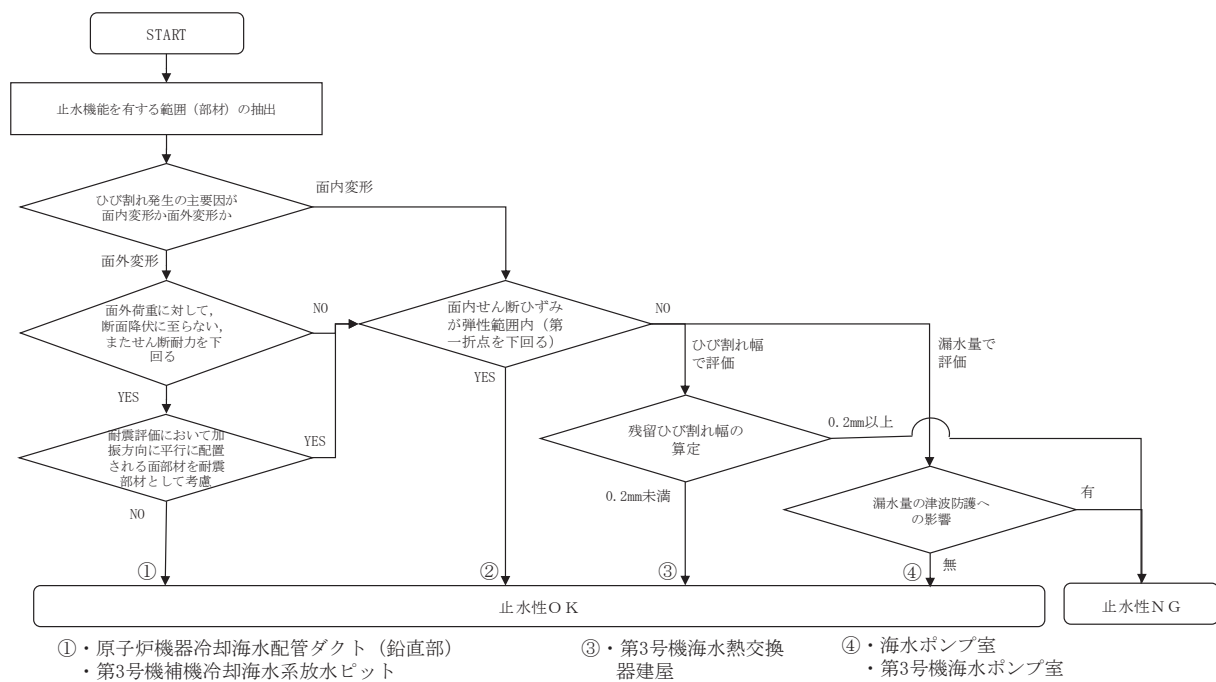 START
止水機能を有する範囲（部材）の抽出
ひび割れ発生の主要因が
面内変形か面外変形か
面内変形
面外変形
面外荷重に対して，
断面降伏に至らない，
またせん断耐力を下
回る
NO
YES
耐震評価において加
振方向に平行に配置
される面部材を耐震
部材として考慮
YES
NO
面内せん断ひずみ
が弾性範囲内（第
一折点を下回る）
NO
YES
ひび割れ幅
で評価
漏水量で
評価
残留ひび割れ幅の
算定
0.2mm以上
0.2mm未満
漏水量の津波防護へ
の影響
有
無
①
②
③
④
止水性ＯＫ
止水性ＮＧ
①・原子炉機器冷却海水配管ダクト（鉛直部）
・第3号機補機冷却海水系放水ピット
③・第3号機海水熱交換
器建屋
④・海水ポンプ室
・第3号機海水ポンプ室